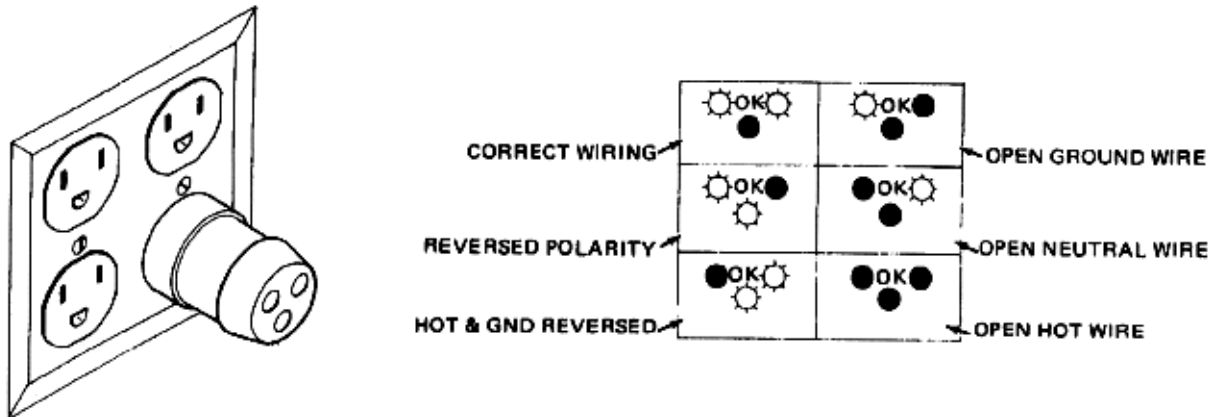 OK OK
CORRECT WIRING OPEN GROUND WIRE
OK OK
REVERSED POLARITY OPEN NEUTRAL WIRE
OK OK
HOT & GND REVERSED OPEN HOT WIRE